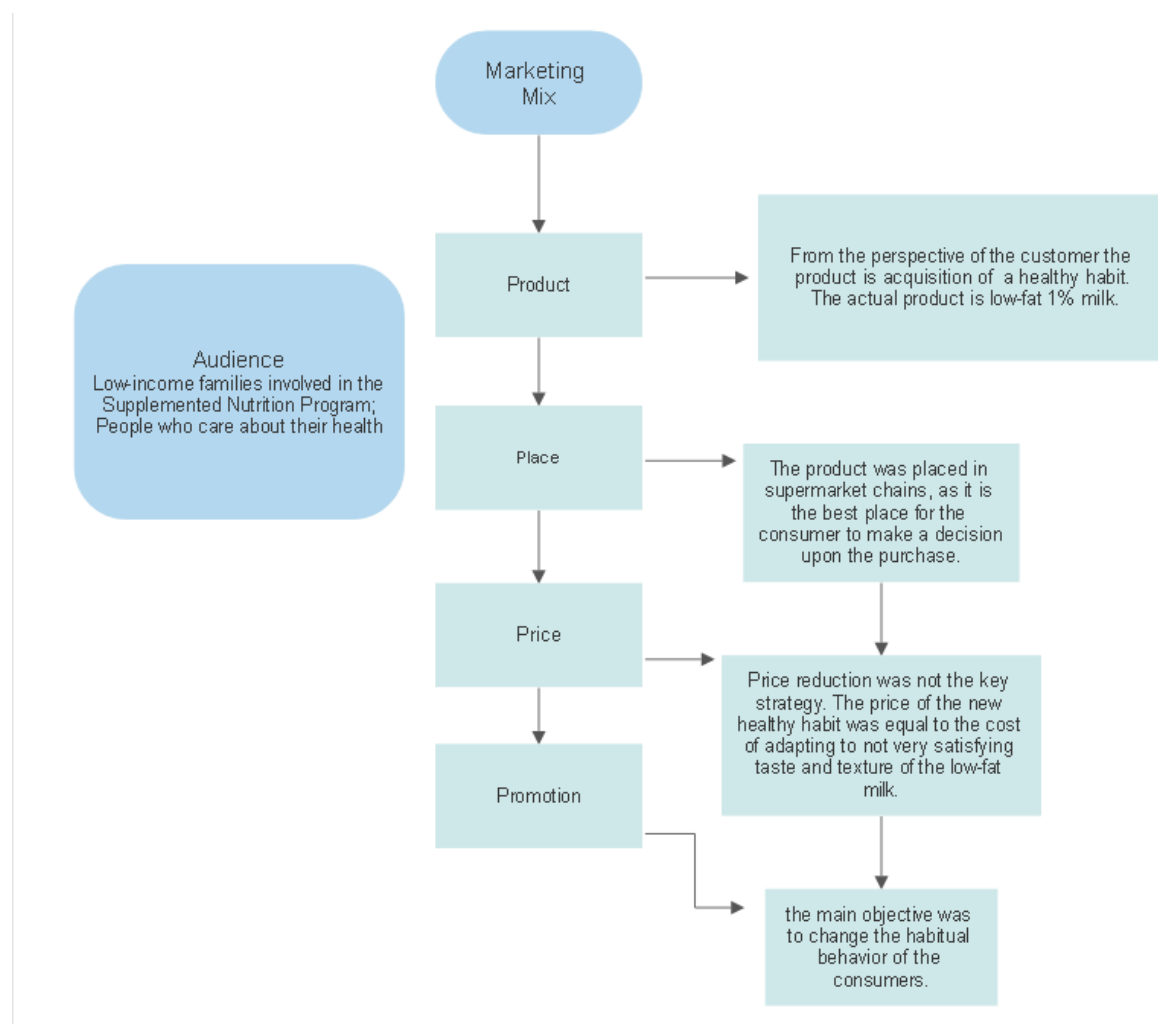 Marketing
Mix
Product
From the perspective of the customer the
product is acquisition of a healthy habit.
The actual product is low-fat 1% milk.
Audience
Low-income families involved in the
Supplemented Nutrition Program;
People who care about their health
Place
The product was placed in
supermarket chains, as it is
the best place for the
consumer to make a decision
upon the purchase.
Price
Price reduction was not the key
strategy. The price of the new
healthy habit was equal to the cost
of adapting to not very satisfying
taste and texture of the low-fat
milk.
Promotion
the main objective was
to change the habitual
behavior of the
consumers.